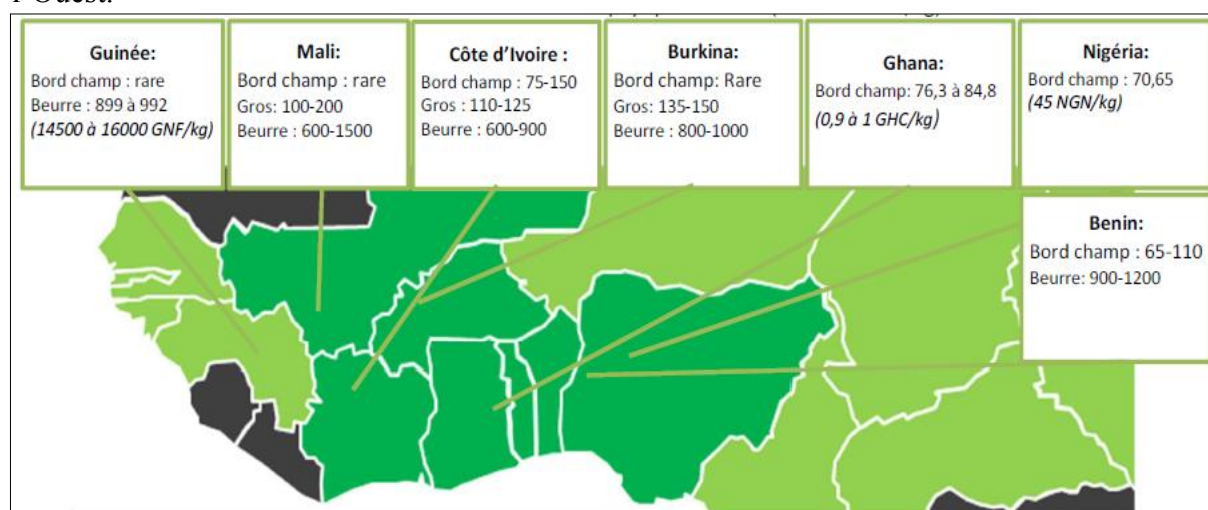 l'Ouest.
Guinée:
Bord champ : rare
Beurre : 899 à 992
(14500 à 16000 GNF/kg)
Mali:
Bord champ : rare
Gros: 100-200
Beurre : 600-1500
Côte d'Ivoire :
Bord champ : 75-150
Gros : 110-125
Beurre : 600-900
Burkina:
Bord champ: Rare
Gros: 135-150
Beurre : 800-1000
Ghana:
Bord champ: 76,3 à 84,8
(0,9 à 1 GHC/kg)
Nigéria:
Bord champ : 70,65
(45 NGN/kg)
Benin:
Bord champ : 65-110
Beurre: 900-1200